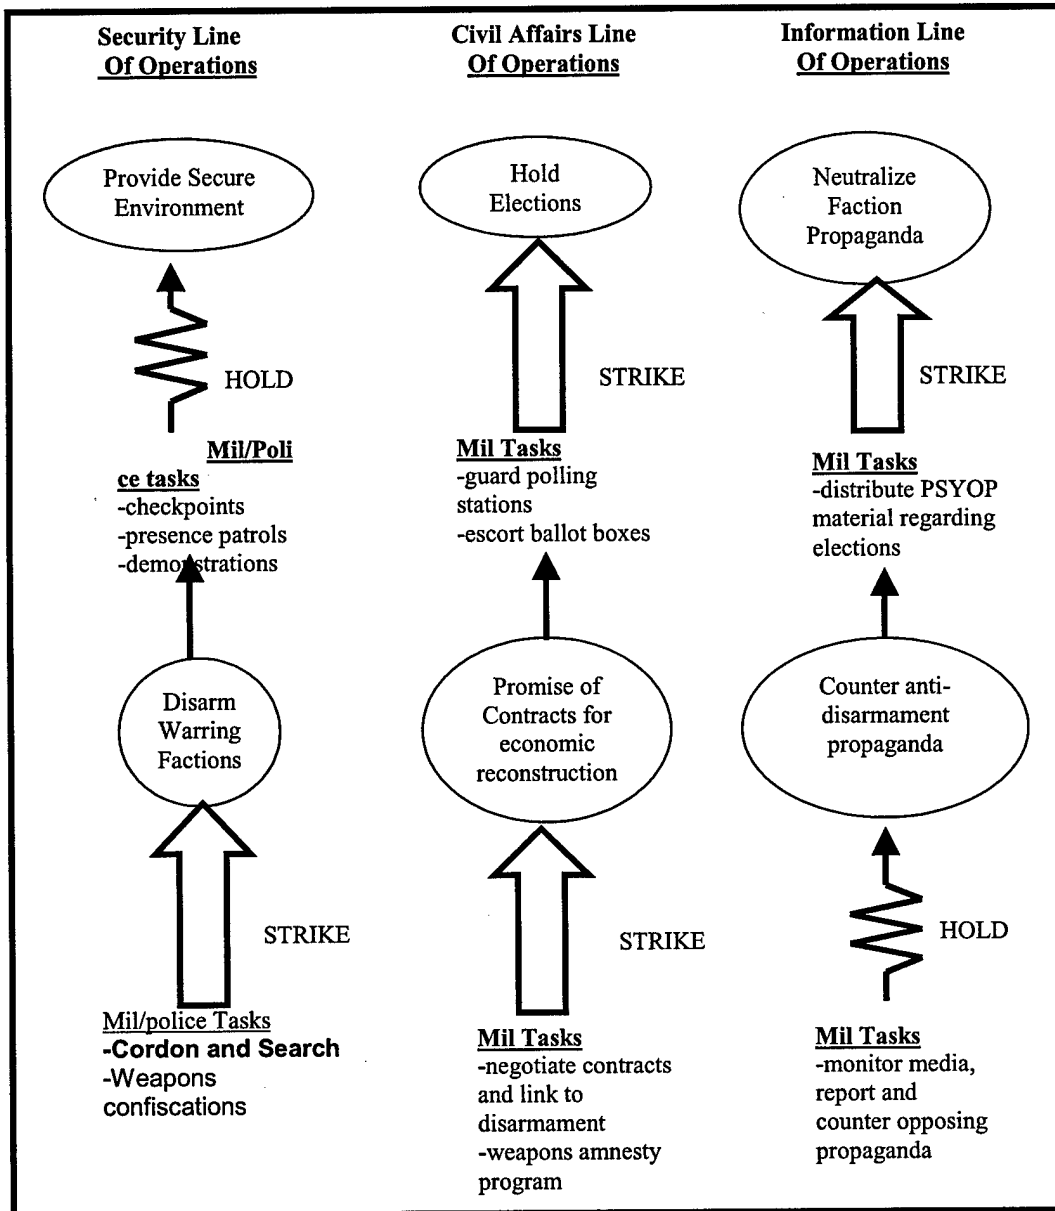 Security Line
Of Operations
Provide Secure
Environment
HOLD
Mil/Poli
ce tasks
-checkpoints
-presence patrols
-demonstrations
Disarm
Warring
Factions
STRIKE
Mil/police Tasks
-Cordon and Search
-Weapons
confiscations
Civil Affairs Line
Of Operations
Hold
Elections
STRIKE
Mil Tasks
-guard polling
stations
-escort ballot boxes
Promise of
Contracts for
economic
reconstruction
STRIKE
Mil Tasks
-negotiate contracts
and link to
disarmament
-weapons amnesty
program
Information Line
Of Operations
Neutralize
Faction
Propaganda
STRIKE
Mil Tasks
-distribute PSYOP
material regarding
elections
Counter anti-
disarmament
propaganda
HOLD
Mil Tasks
-monitor media,
report and
counter opposing
propaganda